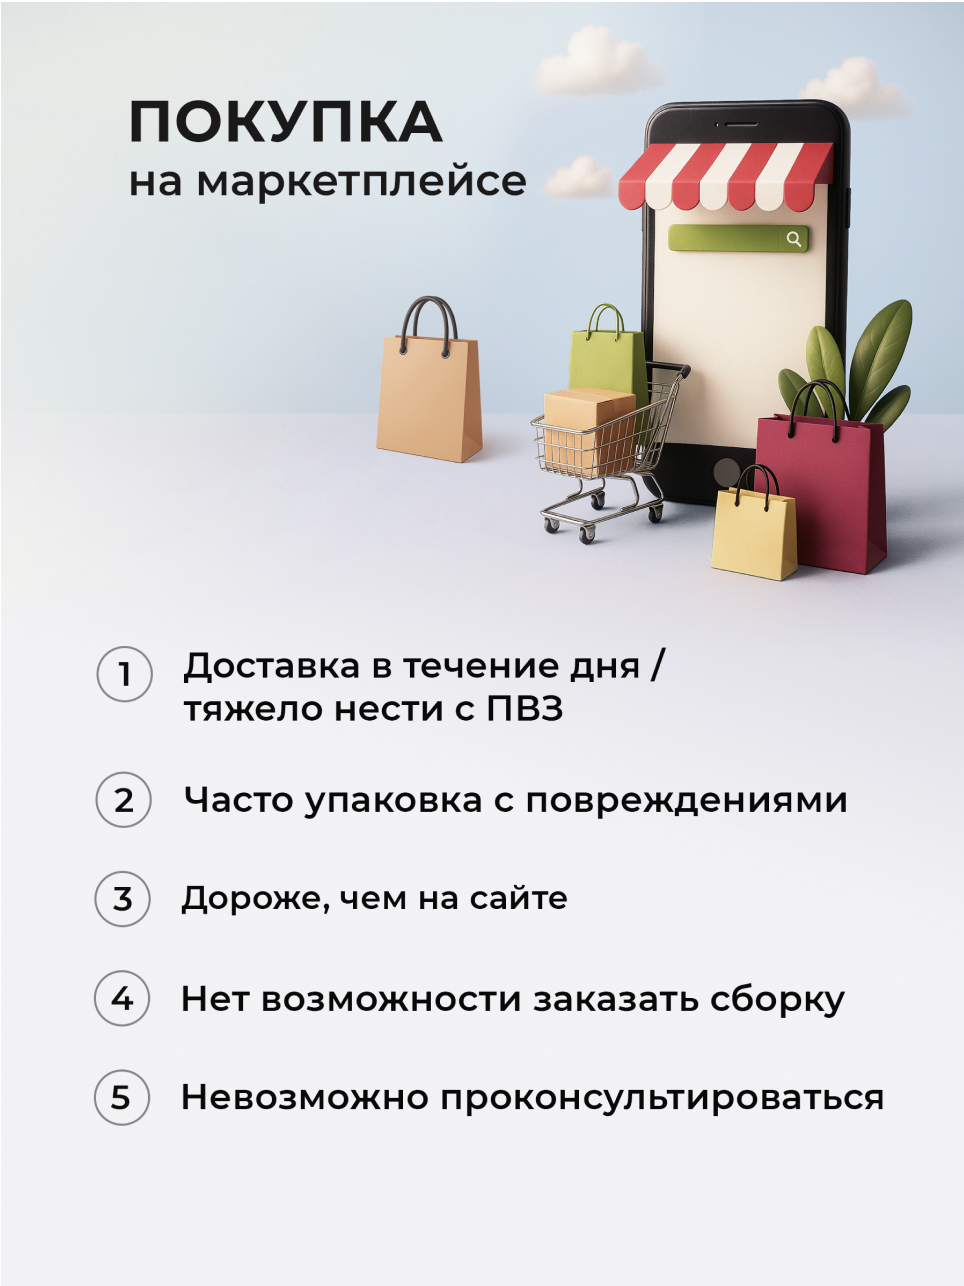 ПОКУПКА
на маркетплейсе
1 Доставка в течение дня /
тяжело нести с ПВЗ
2 Часто упаковка с повреждениями
3 Дороже, чем на сайте
4 Нет возможности заказать сборку
5 Невозможно проконсультироваться